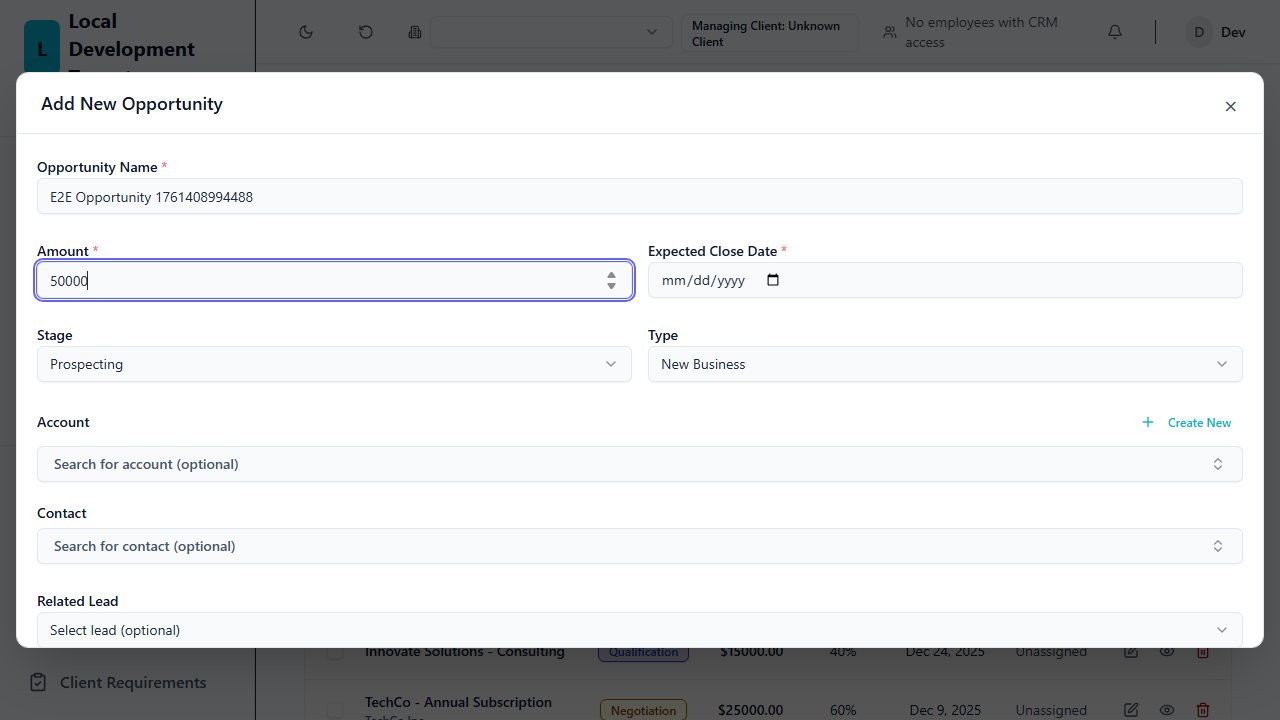 L
Local
Development
Managing Client: Unknown
Client
No employees with CRM
access
D
Dev
Add New Opportunity
Opportunity Name *
E2E Opportunity 1761408994488
Amount *
Expected Close Date *
50000
mm/dd/yyyy
Stage
Type
Prospecting
New Business
Account
Create New
Search for account (optional)
Contact
Search for contact (optional)
Related Lead
Select lead (optional)
Innovate Solutions - Consulting
Qualification
$15000.00
40%
Dec 24, 2025
Unassigned
Client Requirements
TechCo - Annual Subscription
Negotiation
$25000.00
60%
Dec 9, 2025
Unassigned
TechCo Inc